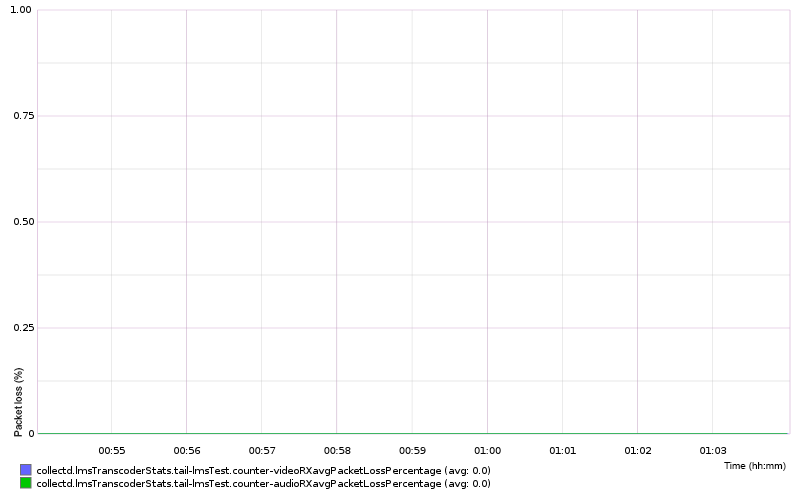 1.00
0.75
0.50
0.25
Packet loss (%)
0
00:55 00:56 00:57 00:58 00:59 01:00 01:01 01:02 01:03
Time (hh:mm)
collectd.lmsTranscoderStats.tail-lmsTest.counter-videoRXavgPacketLossPercentage (avg: 0.0)
collectd.lmsTranscoderStats.tail-lmsTest.counter-audioRXavgPacketLossPercentage (avg: 0.0)